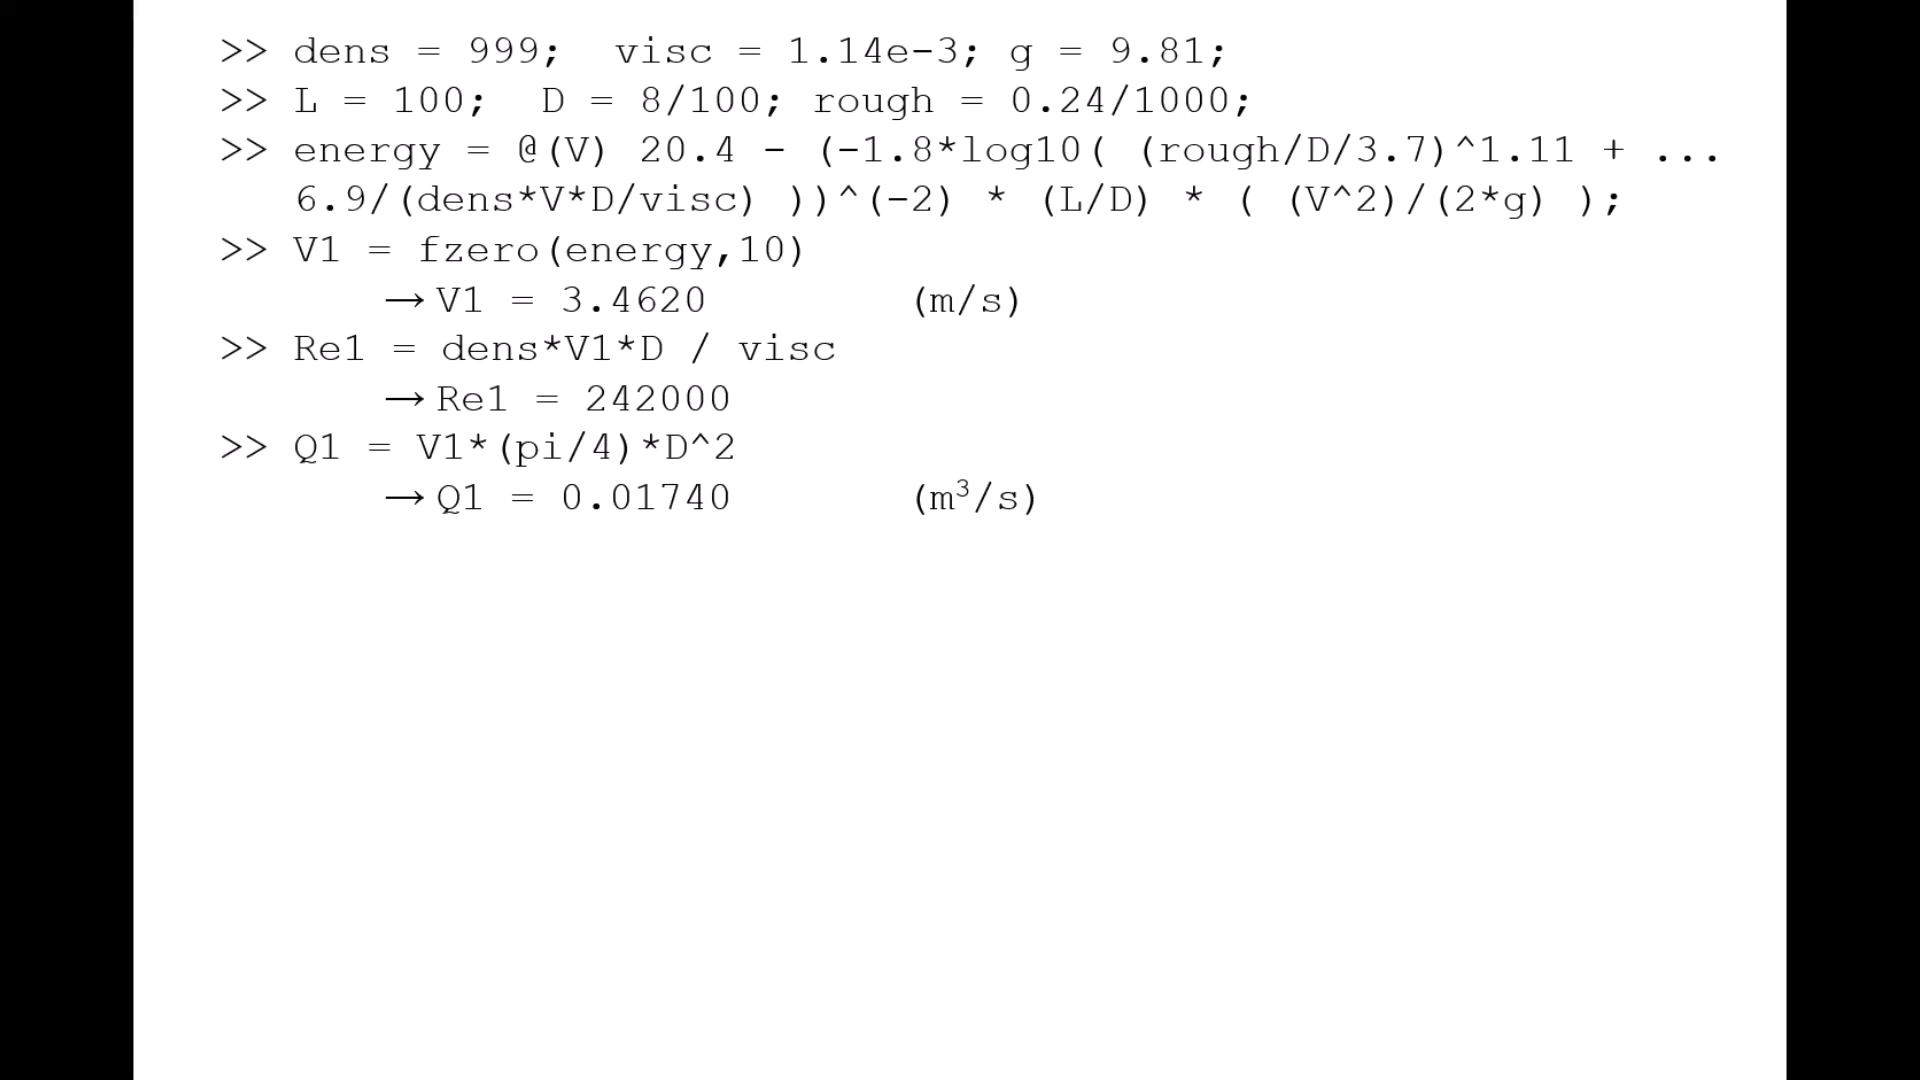 >> dens = 999;  visc = 1.14e-3; g = 9.81;
>> L = 100;  D = 8/100; rough = 0.24/1000;
>> energy = @(V) 20.4 - (-1.8*log10( (rough/D/3.7)^1.11 + ...
6.9/(dens*V*D/visc) ))^(-2) * (L/D) * ( (V^2)/(2*g) );
>> V1 = fzero(energy,10)
→ V1 = 3.4620 (m/s)
>> Re1 = dens*V1*D / visc
→ Re1 = 242000
>> Q1 = V1*(pi/4)*D^2
→ Q1 = 0.01740 (m³/s)